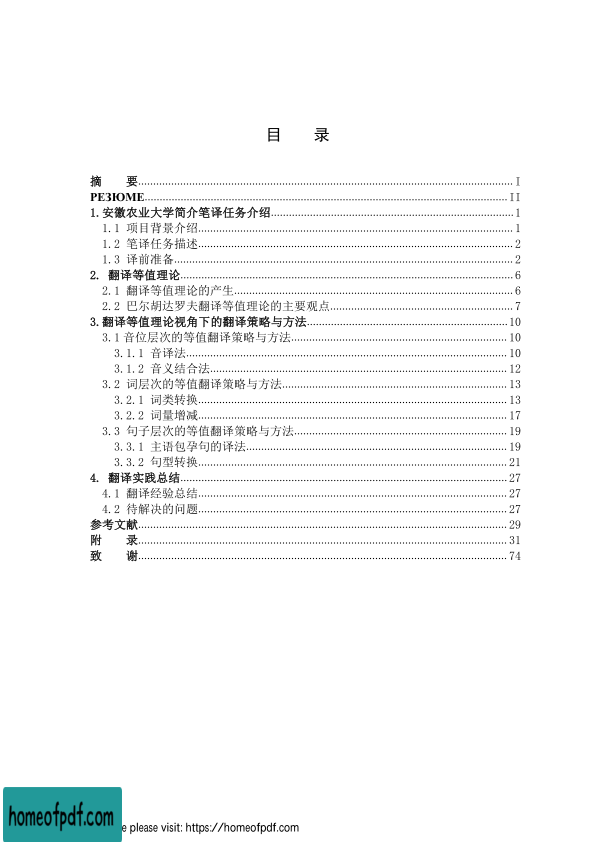 目 录
摘 要 I
РЕЗЮМЕ II
1.安徽农业大学简介笔译任务介绍 1
1.1 项目背景介绍 1
1.2 笔译任务描述 2
1.3 译前准备 2
2. 翻译等值理论 6
2.1 翻译等值理论的产生 6
2.2 巴尔胡达罗夫翻译等值理论的主要观点 7
3.翻译等值理论视角下的翻译策略与方法 10
3.1音位层次的等值翻译策略与方法 10
3.1.1 音译法 10
3.1.2 音义结合法 12
3.2 词层次的等值翻译策略与方法 13
3.2.1 词类转换 13
3.2.2 词量增减 17
3.3 句子层次的等值翻译策略与方法 19
3.3.1 主语包孕句的译法 19
3.3.2 句型转换 21
4. 翻译实践总结 27
4.1 翻译经验总结 27
4.2 待解决的问题 27
参考文献 29
附 录 31
致 谢 74
homeofpdf.com
e please visit: https://homeofpdf.com